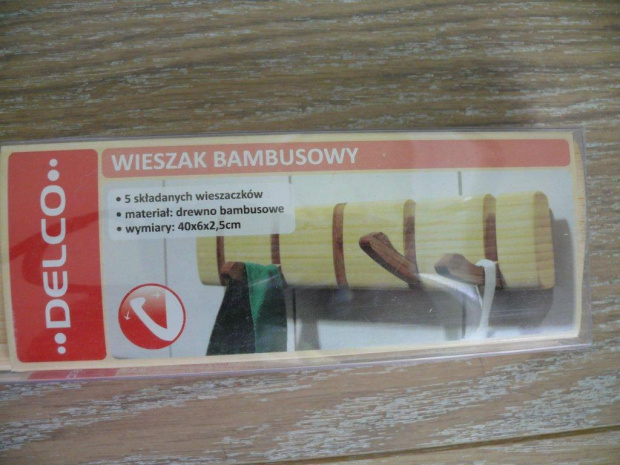 ••DELCO••
WIESZAK BAMBUSOWY
• 5 składanych wieszaczków
• materiał: drewno bambusowe
• wymiary: 40x6x2,5cm